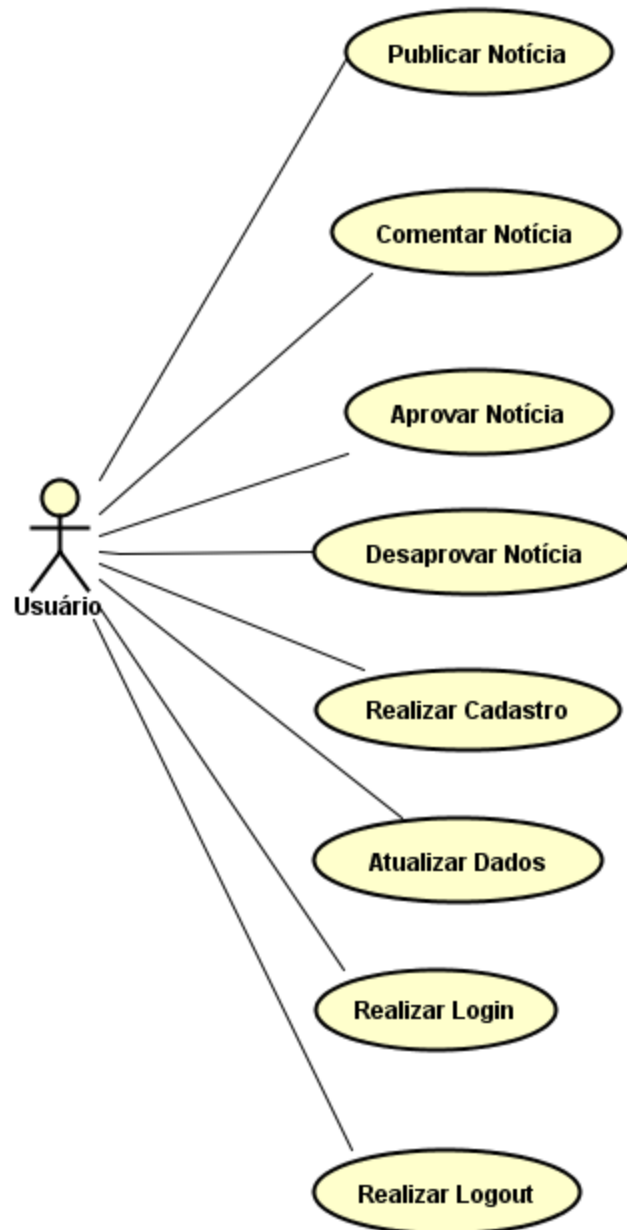 Publicar Notícia
Comentar Notícia
Aprovar Notícia
Desaprovar Notícia
Usuário
Realizar Cadastro
Atualizar Dados
Realizar Login
Realizar Logout